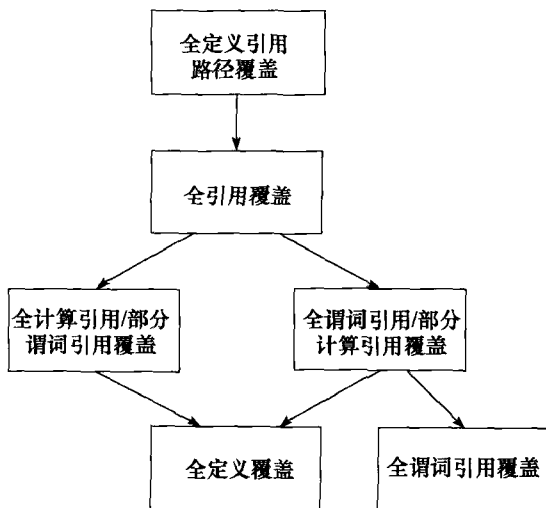 全定义引用
路径覆盖
全引用覆盖
全计算引用/部分
谓词引用覆盖
全谓词引用/部分
计算引用覆盖
全定义覆盖
全谓词引用覆盖